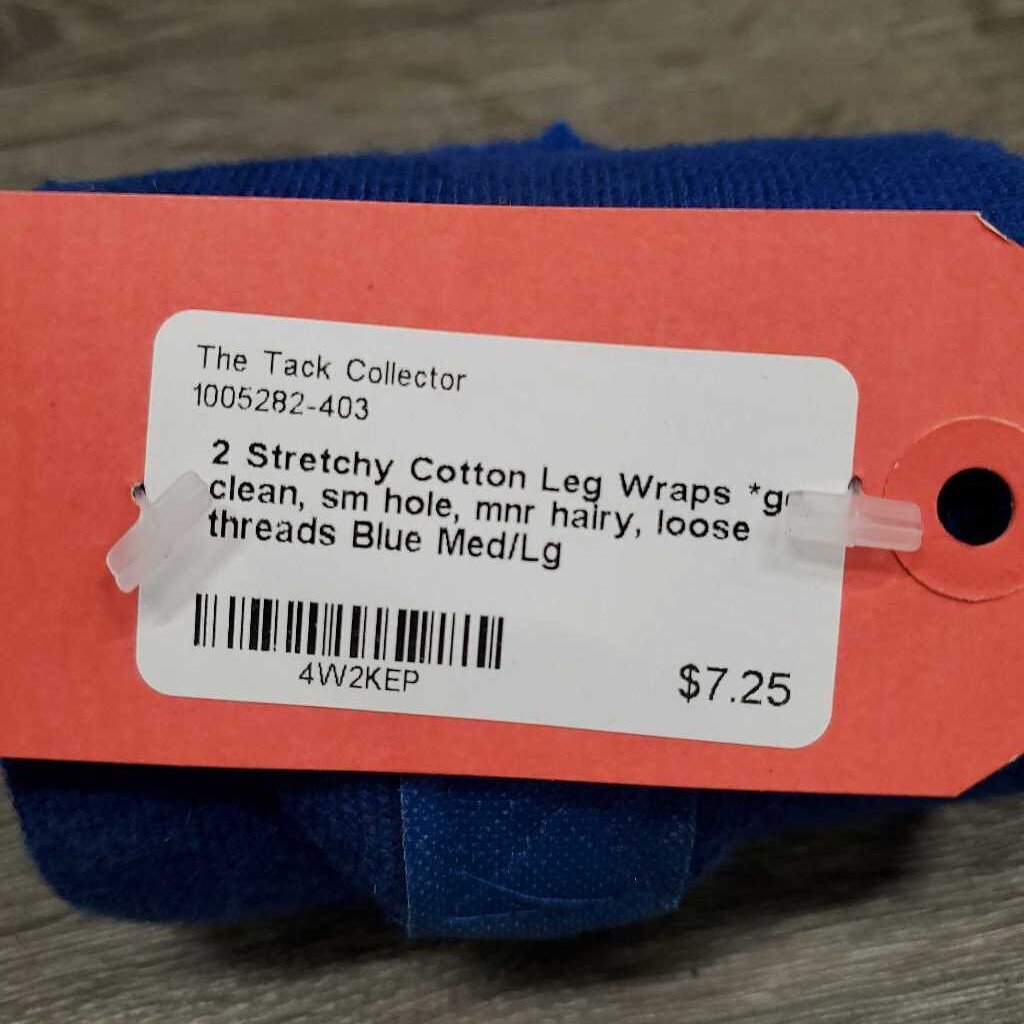 The Tack Collector
1005282-403
2 Stretchy Cotton Leg Wraps
clean, sm hole, mnr hairy, loose
threads Blue Med/Lg
4W2KEP
$7.25